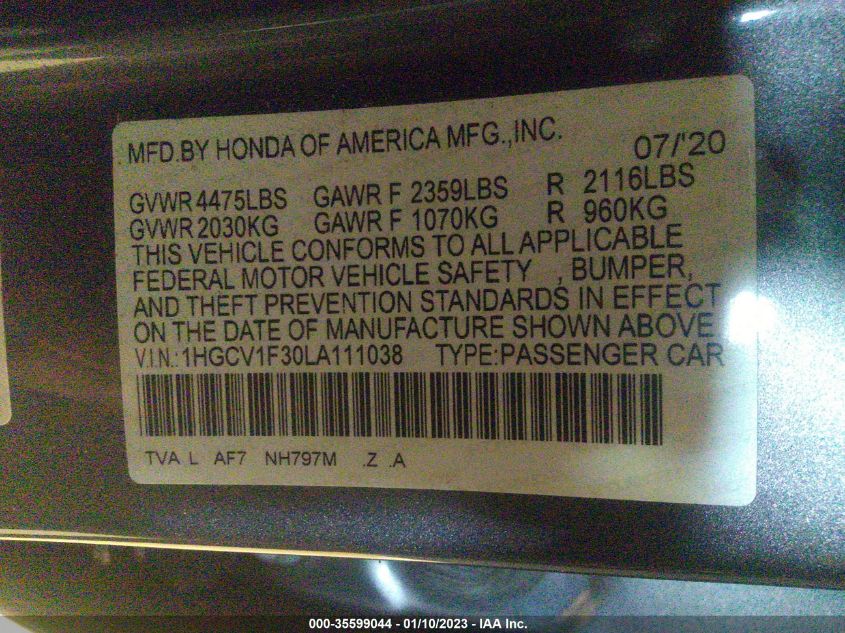 MFD.BY HONDA OF AMERICA MFG.,INC. 07/'20
GVWR 4475LBS GAWR F 2359LBS R 2116LBS
GVWR 2030KG GAWR F 1070KG R 960KG
THIS VEHICLE CONFORMS TO ALL APPLICABLE
FEDERAL MOTOR VEHICLE SAFETY , BUMPER,
AND THEFT PREVENTION STANDARDS IN EFFECT
ON THE DATE OF MANUFACTURE SHOWN ABOVE.
V.I.N.: 1HGCV1F30LA111038 TYPE:PASSENGER CAR
TVA L AF7 NH797M .Z .A
000-35599044 - 01/10/2023 - IAA Inc.